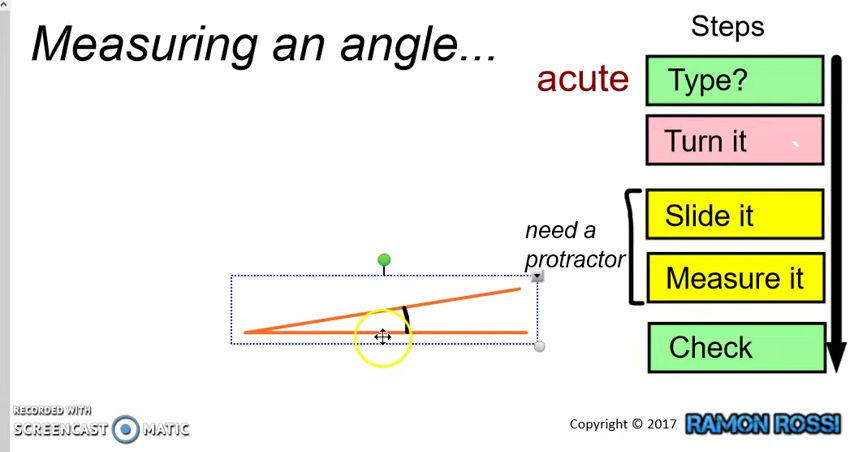 Measuring an angle...
Steps
acute
Type?
Turn it
need a
protractor
Slide it
Measure it
Check
RECORDED WITH
SCREENCAST MATIC
Copyright © 2017 RAMON ROSSI